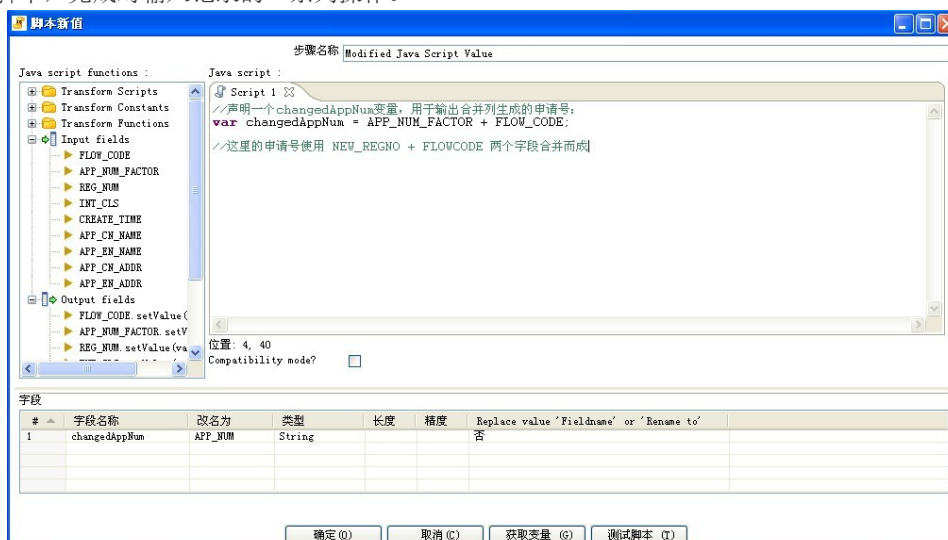 脚本新值
步骤名称 Modified Java Script Value
Java script functions :
Java script :
Transform Scripts
Transform Constants
Transform Functions
Input fields
FLOW_CODE
APP_NUM_FACTOR
REG_NUM
INT_CLS
CREATE_TIME
APP_CN_NAME
APP_EN_NAME
APP_CN_ADDR
APP_EN_ADDR
Output fields
FLOW_CODE.setValue(
APP_NUM_FACTOR.setV
REG_NUM.setValue(va
Script 1
//声明一个changedAppNum变量，用于输出合并列生成的申请号；
var changedAppNum = APP_NUM_FACTOR + FLOW_CODE;
//这里的申请号使用 NEW_REGNO + FLOWCODE 两个字段合并而成
位置: 4, 40
Compatibility mode?
字段
# 字段名称 改名为 类型 长度 精度 Replace value 'Fieldname' or 'Rename to'
1 changedAppNum APP_NUM String 否
确定(O) 取消(C) 获取变量 (G) 测试脚本 (T)